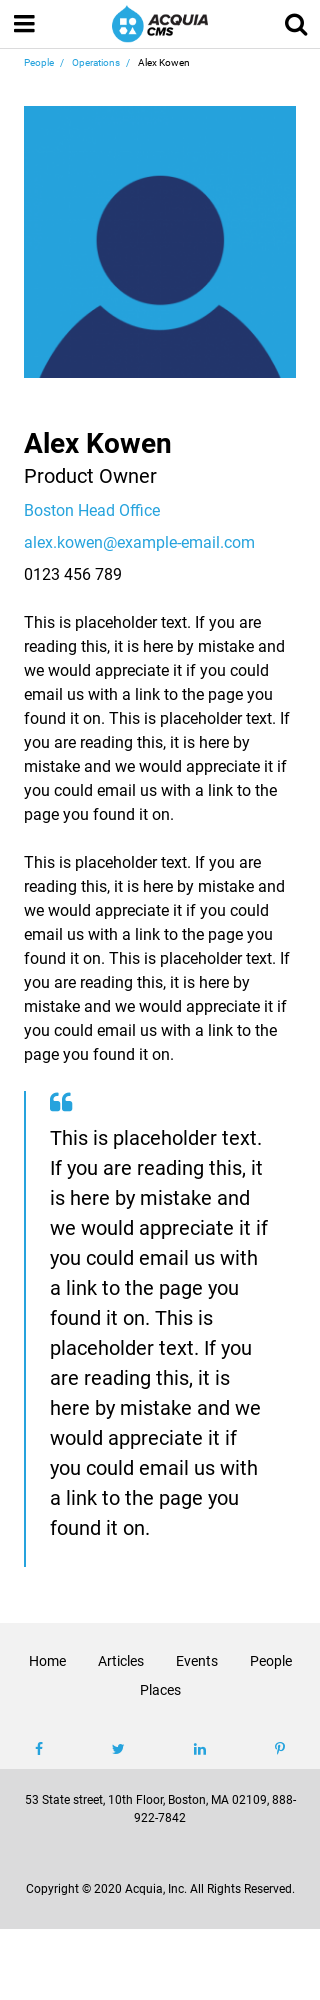 ACQUIA
CMS
People / Operations / Alex Kowen
Alex Kowen
Product Owner
Boston Head Office
alex.kowen@example-email.com
0123 456 789
This is placeholder text. If you are
reading this, it is here by mistake and
we would appreciate it if you could
email us with a link to the page you
found it on. This is placeholder text. If
you are reading this, it is here by
mistake and we would appreciate it if
you could email us with a link to the
page you found it on.
This is placeholder text. If you are
reading this, it is here by mistake and
we would appreciate it if you could
email us with a link to the page you
found it on. This is placeholder text. If
you are reading this, it is here by
mistake and we would appreciate it if
you could email us with a link to the
page you found it on.
“
This is placeholder text.
If you are reading this, it
is here by mistake and
we would appreciate it if
you could email us with
a link to the page you
found it on. This is
placeholder text. If you
are reading this, it is
here by mistake and we
would appreciate it if
you could email us with
a link to the page you
found it on.
Home Articles Events People
Places
53 State street, 10th Floor, Boston, MA 02109, 888-
922-7842
Copyright © 2020 Acquia, Inc. All Rights Reserved.